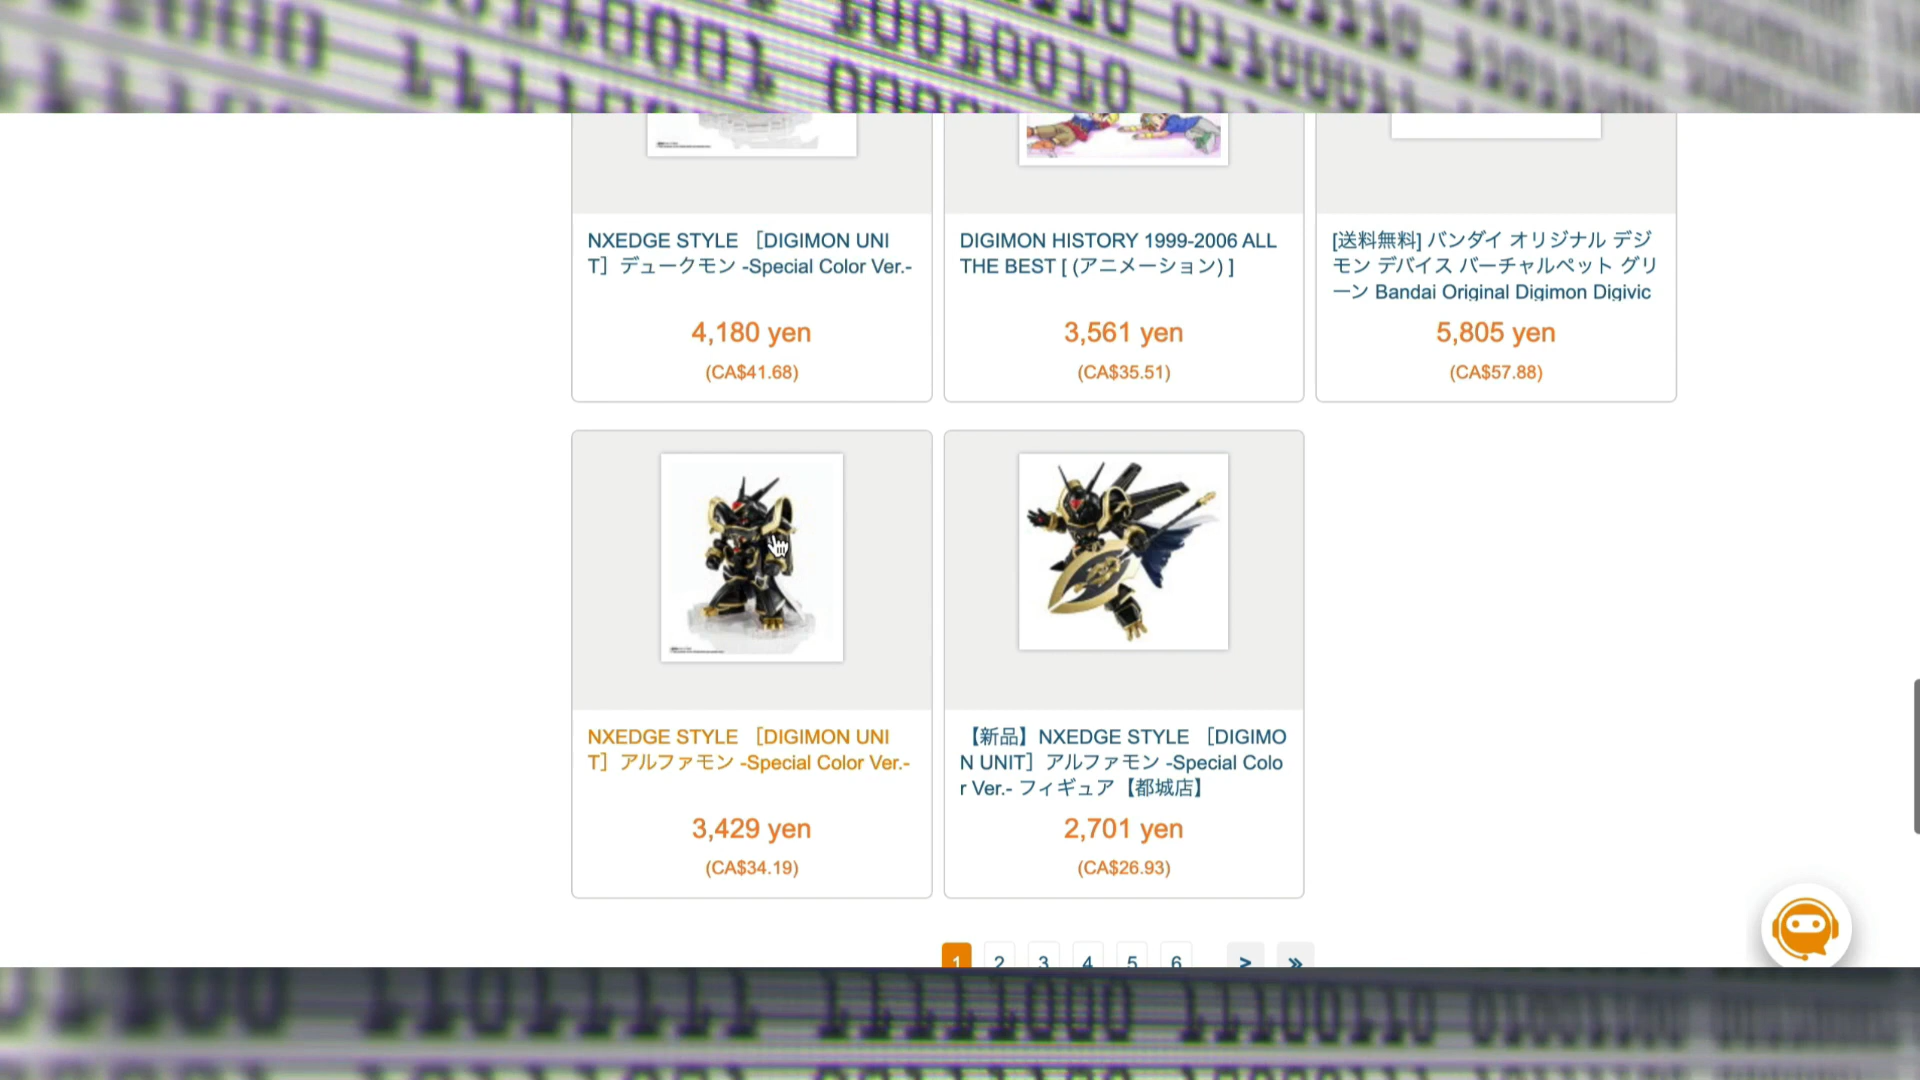 NXEDGE STYLE ［DIGIMON UNI
T］デュークモン -Special Color Ver.-
4,180 yen
(CA$41.68)
DIGIMON HISTORY 1999-2006 ALL
THE BEST [ (アニメーション) ]
3,561 yen
(CA$35.51)
[送料無料] バンダイ オリジナル デジ
モン デバイス バーチャルペット グリ
ーン Bandai Original Digimon Digivic
5,805 yen
(CA$57.88)
NXEDGE STYLE ［DIGIMON UNI
T］アルファモン -Special Color Ver.-
3,429 yen
(CA$34.19)
【新品】NXEDGE STYLE ［DIGIMO
N UNIT］アルファモン -Special Colo
r Ver.- フィギュア【都城店】
2,701 yen
(CA$26.93)
1 2 3 4 5 6 > »